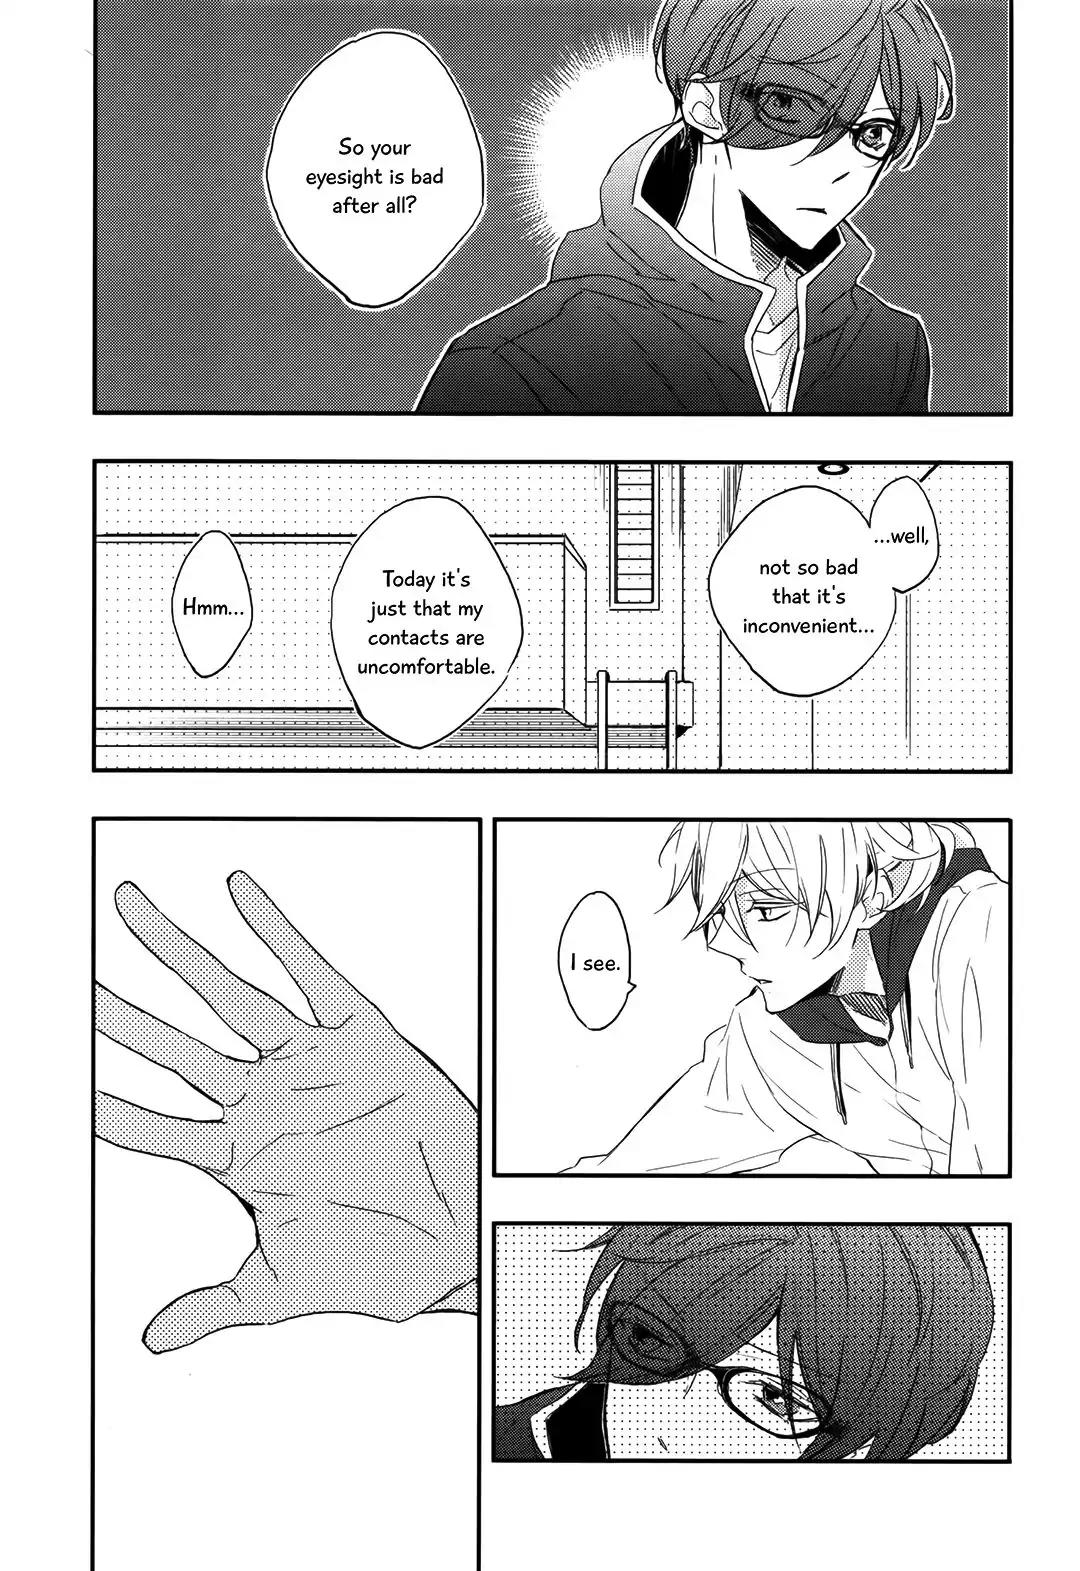 So your
eyesight is bad
after all?
...well,
not so bad
that it's
inconvenient...
Today it's
just that my
contacts are
uncomfortable.
Hmm...
I see.